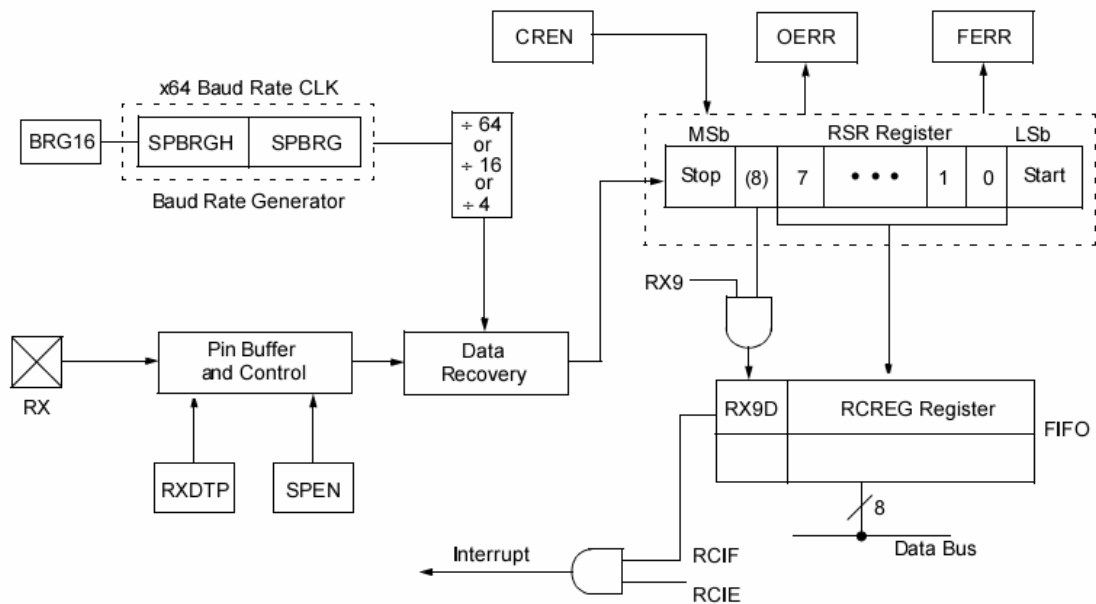 CREN
OERR
FERR
x64 Baud Rate CLK
BRG16
SPBRGH
SPBRG
Baud Rate Generator
÷ 64
or
÷ 16
or
÷ 4
MSb
RSR Register
LSb
Stop
(8)
7
• • •
1
0
Start
RX9
RX
Pin Buffer
and Control
Data
Recovery
RXDTP
SPEN
RX9D
RCREG Register
FIFO
8
Data Bus
Interrupt
RCIF
RCIE